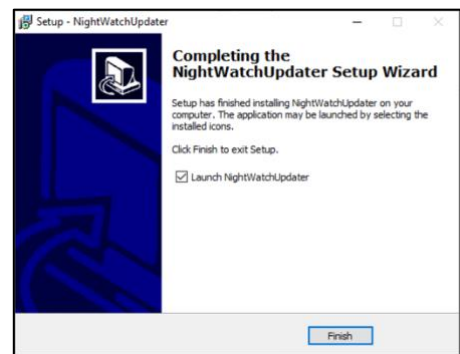 Setup - NightWatchUpdater
Completing the
NightWatchUpdater Setup Wizard
Setup has finished installing NightWatchUpdater on your
computer. The application may be launched by selecting the
installed icons.
Click Finish to exit Setup.
Launch NightWatchUpdater
Finish